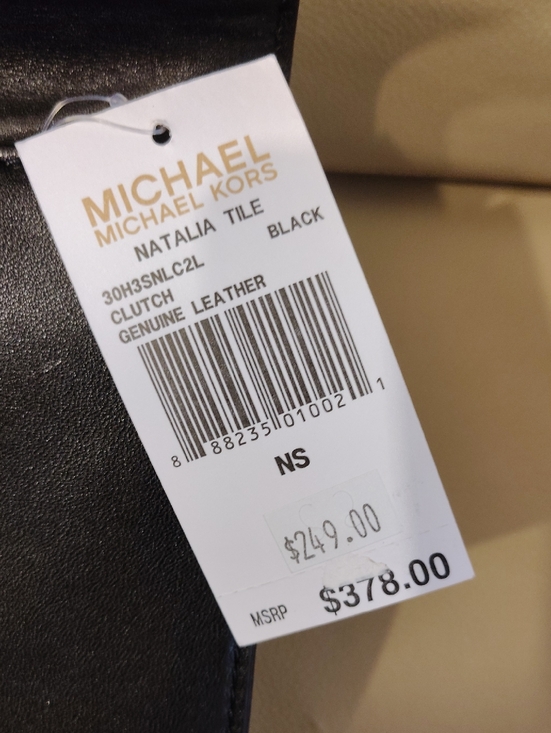 MICHAEL
MICHAEL KORS
NATALIA TILE
BLACK
30H3SNLC2L
CLUTCH
GENUINE LEATHER
8 88235 01002 1
NS
$249.00
MSRP $378.00